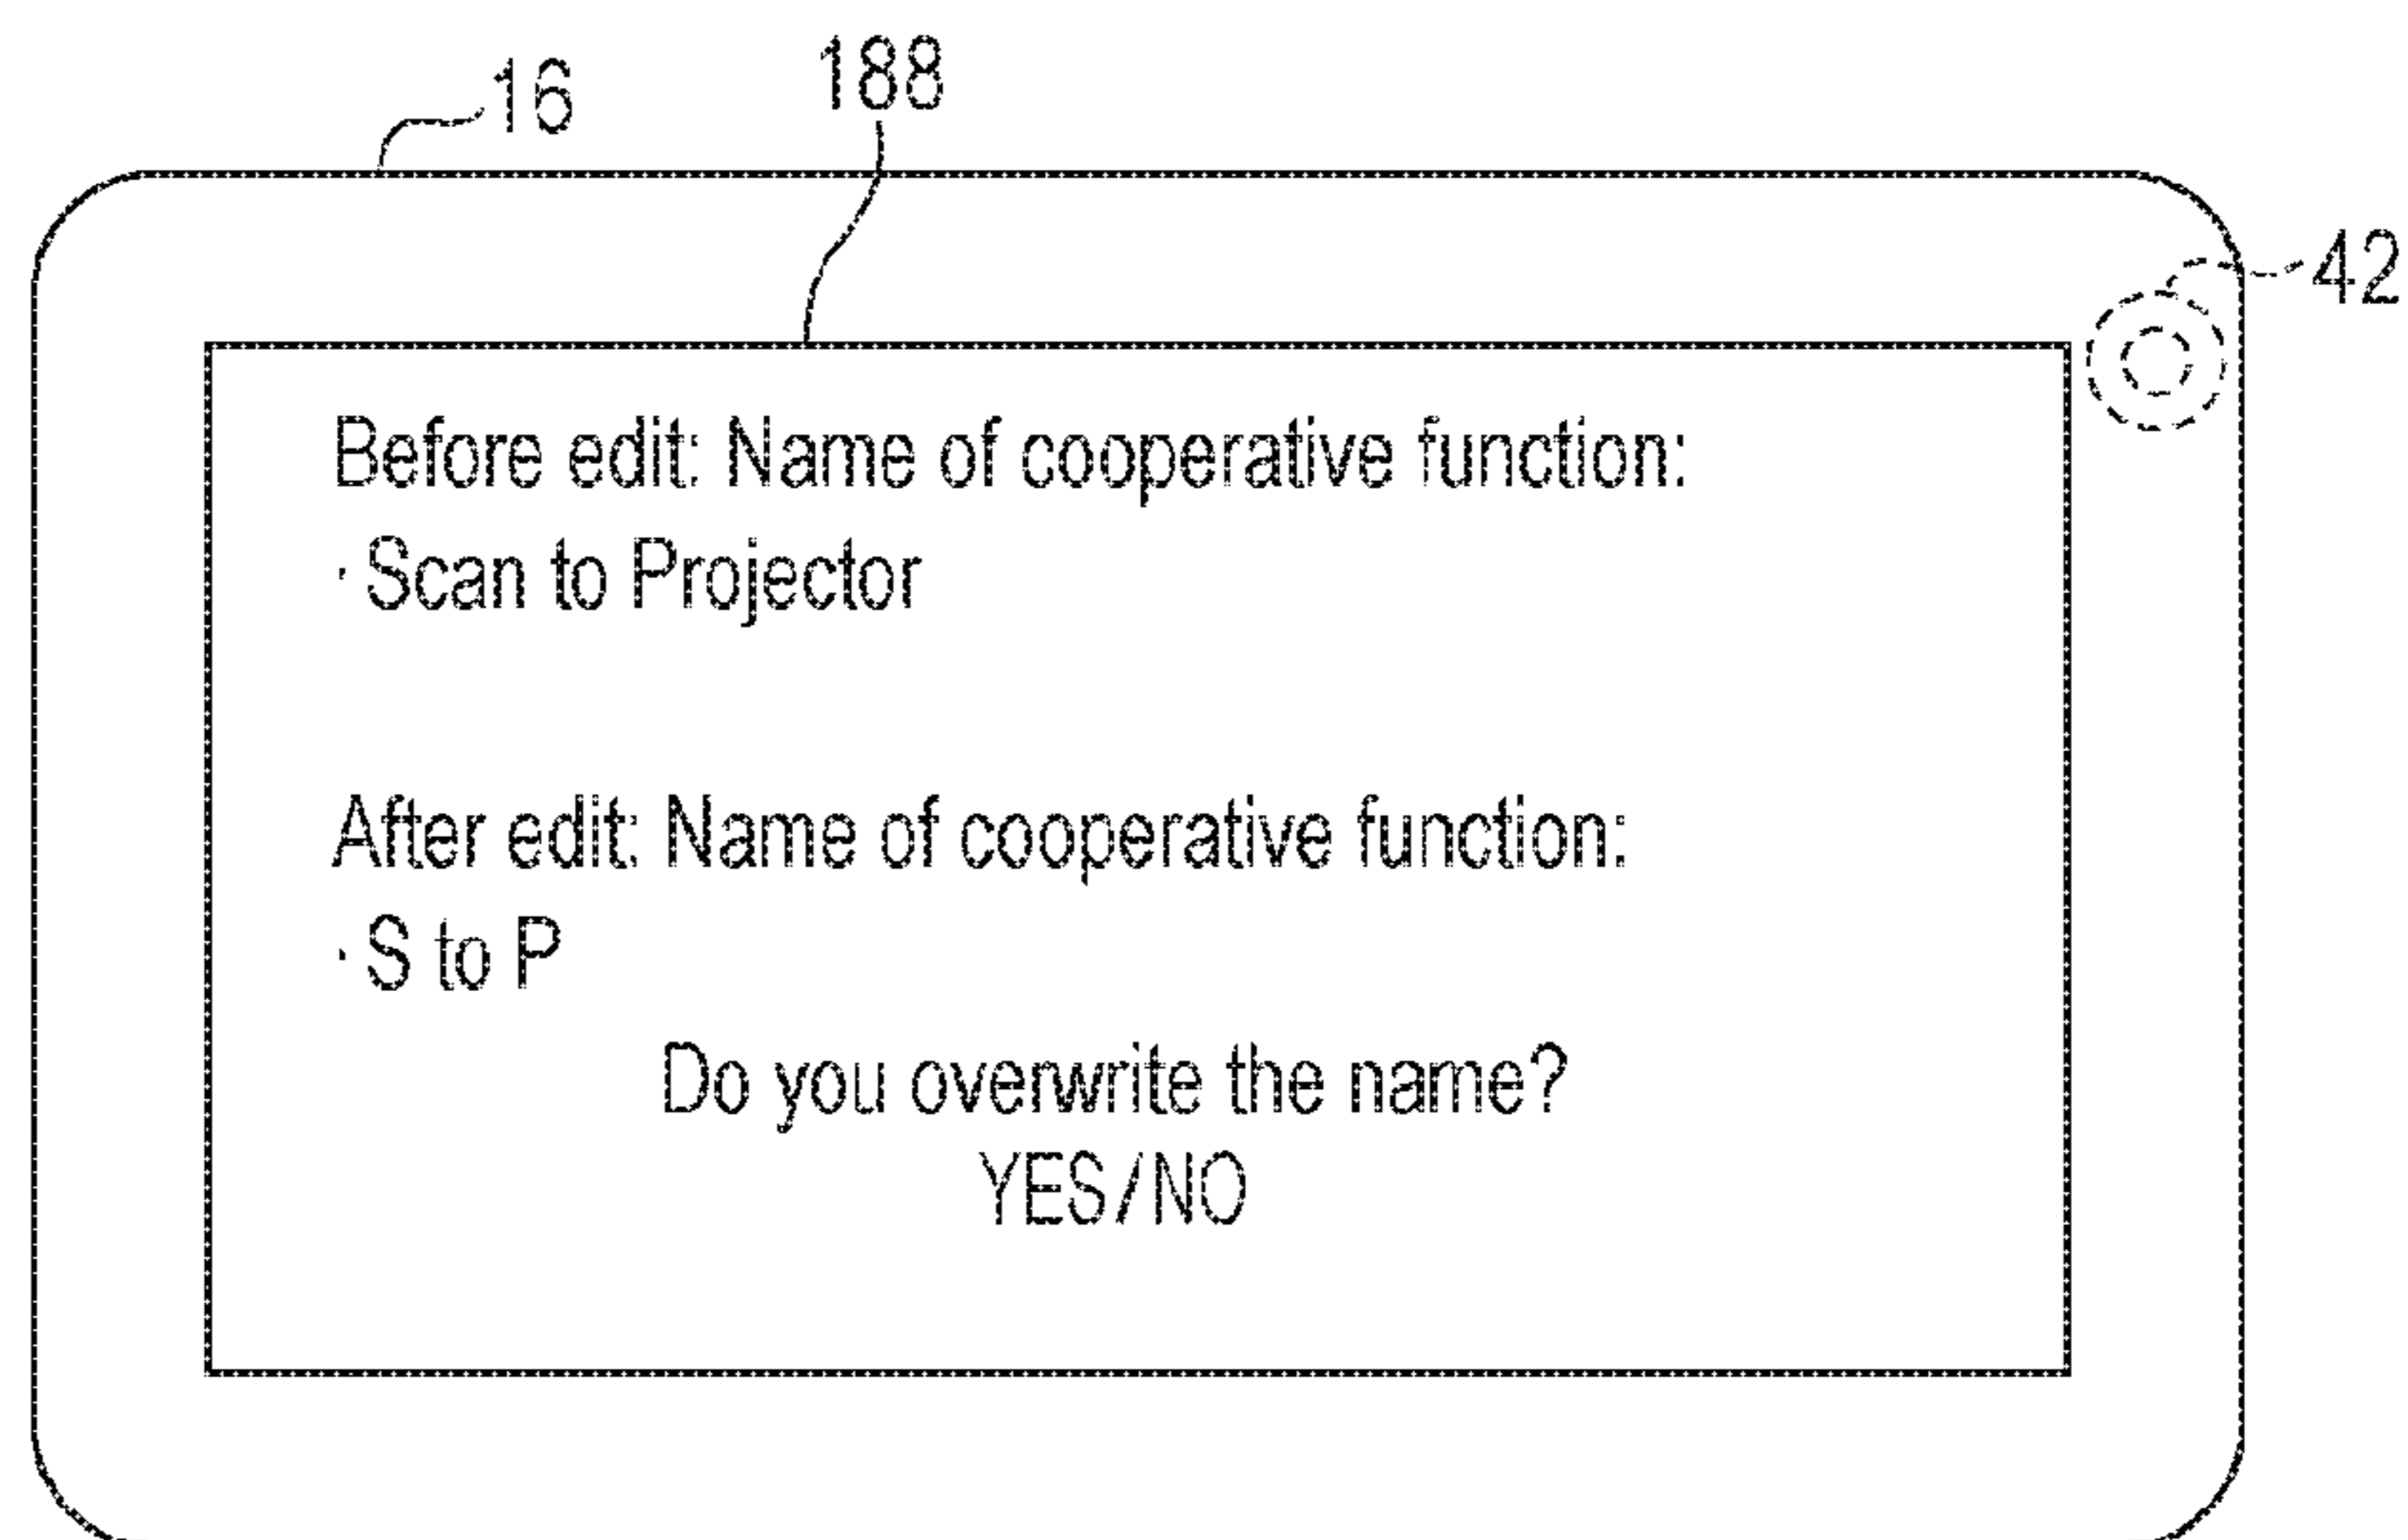 16
188
42
Before edit: Name of cooperative function:
·Scan to Projector
After edit: Name of cooperative function:
·S to P
Do you overwrite the name?
YES/NO